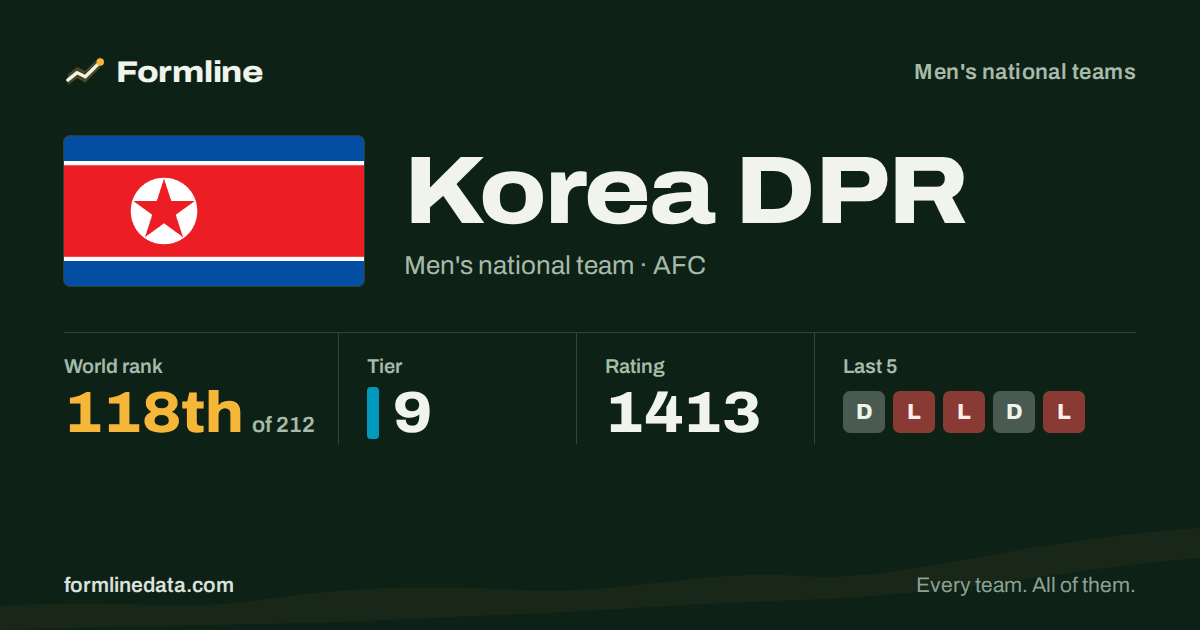 Formline
Men's national teams
Korea DPR
Men's national team · AFC
World rank
118th of 212
Tier
9
Rating
1413
Last 5
D L L D L
formlinedata.com
Every team. All of them.